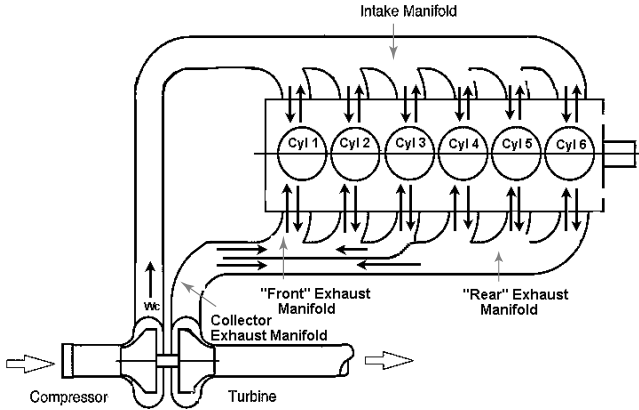 Intake Manifold
Cyl 1 Cyl 2 Cyl 3 Cyl 4 Cyl 5 Cyl 6
"Front" Exhaust
Manifold
"Rear" Exhaust
Manifold
Wc
Collector
Exhaust Manifold
Compressor
Turbine